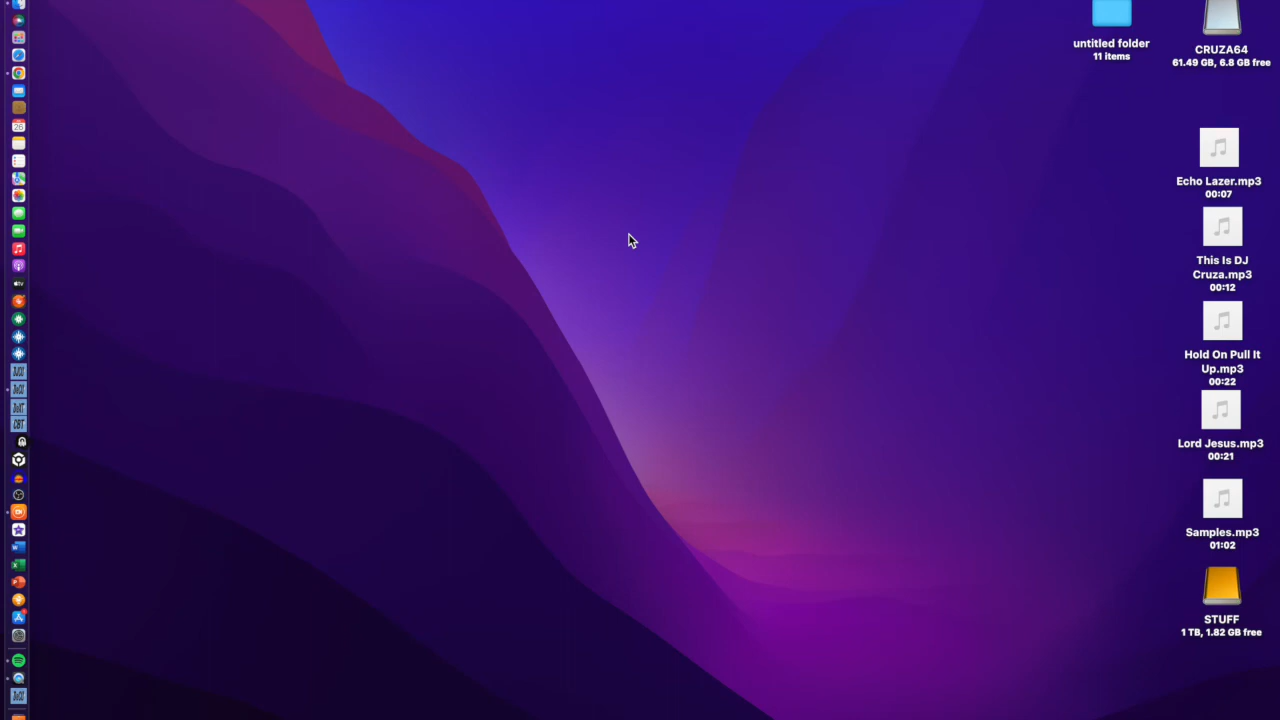 untitled folder
11 items
CRUZA64
61.49 GB, 6.8 GB free
Echo Lazer.mp3
00:07
This Is DJ
Cruza.mp3
00:12
Hold On Pull It
Up.mp3
00:22
Lord Jesus.mp3
00:21
Samples.mp3
01:02
STUFF
1 TB, 1.82 GB free
26
tv